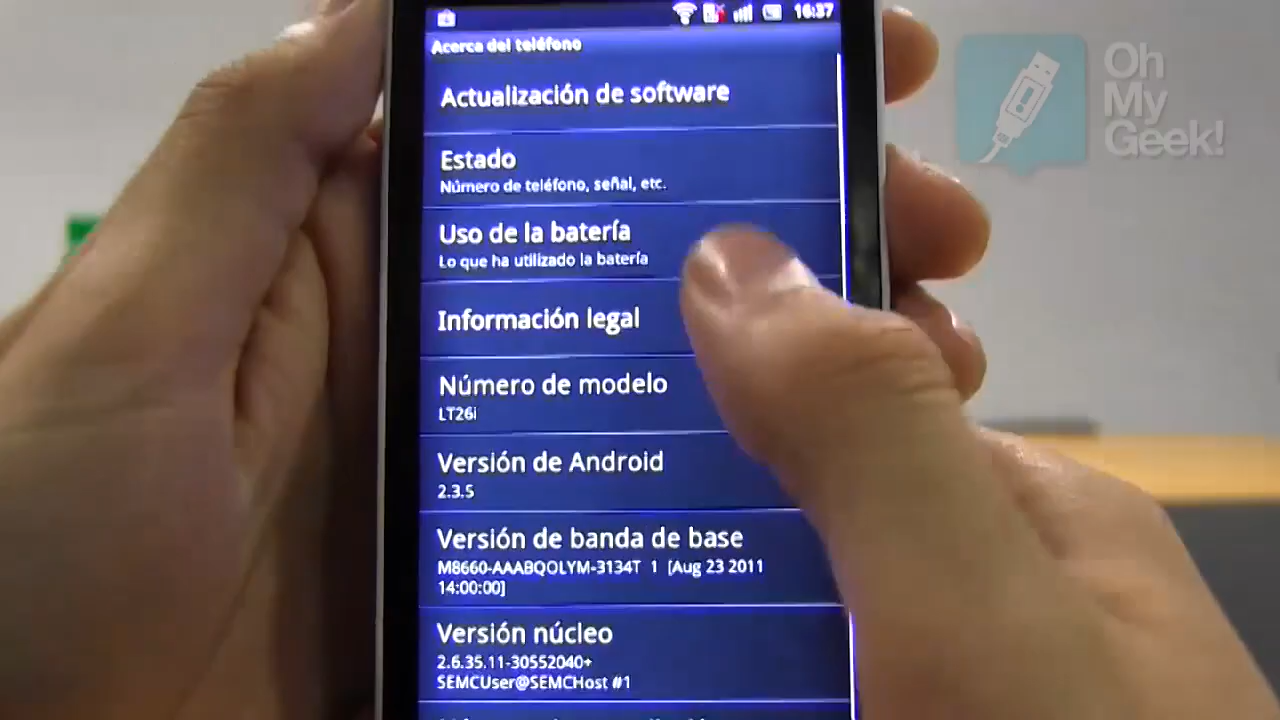 16:37
Acerca del teléfono
Actualización de software
Estado
Número de teléfono, señal, etc.
Uso de la batería
Lo que ha utilizado la batería
Información legal
Número de modelo
LT26i
Versión de Android
2.3.5
Versión de banda de base
M8660-AAABQOLYM-3134T 1 [Aug 23 2011
14:00:00]
Versión núcleo
2.6.35.11-30552040+
SEMCUser@SEMCHost #1
Oh
My
Geek!